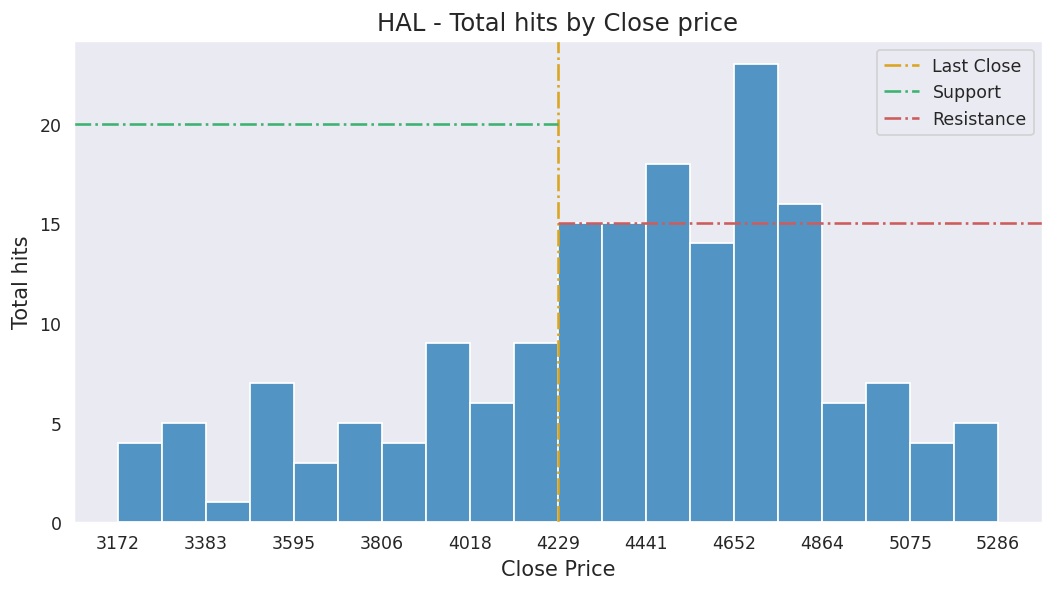 HAL - Total hits by Close price
Last Close
Support
Resistance
Total hits
20
15
10
5
0
3172 3383 3595 3806 4018 4229 4441 4652 4864 5075 5286
Close Price